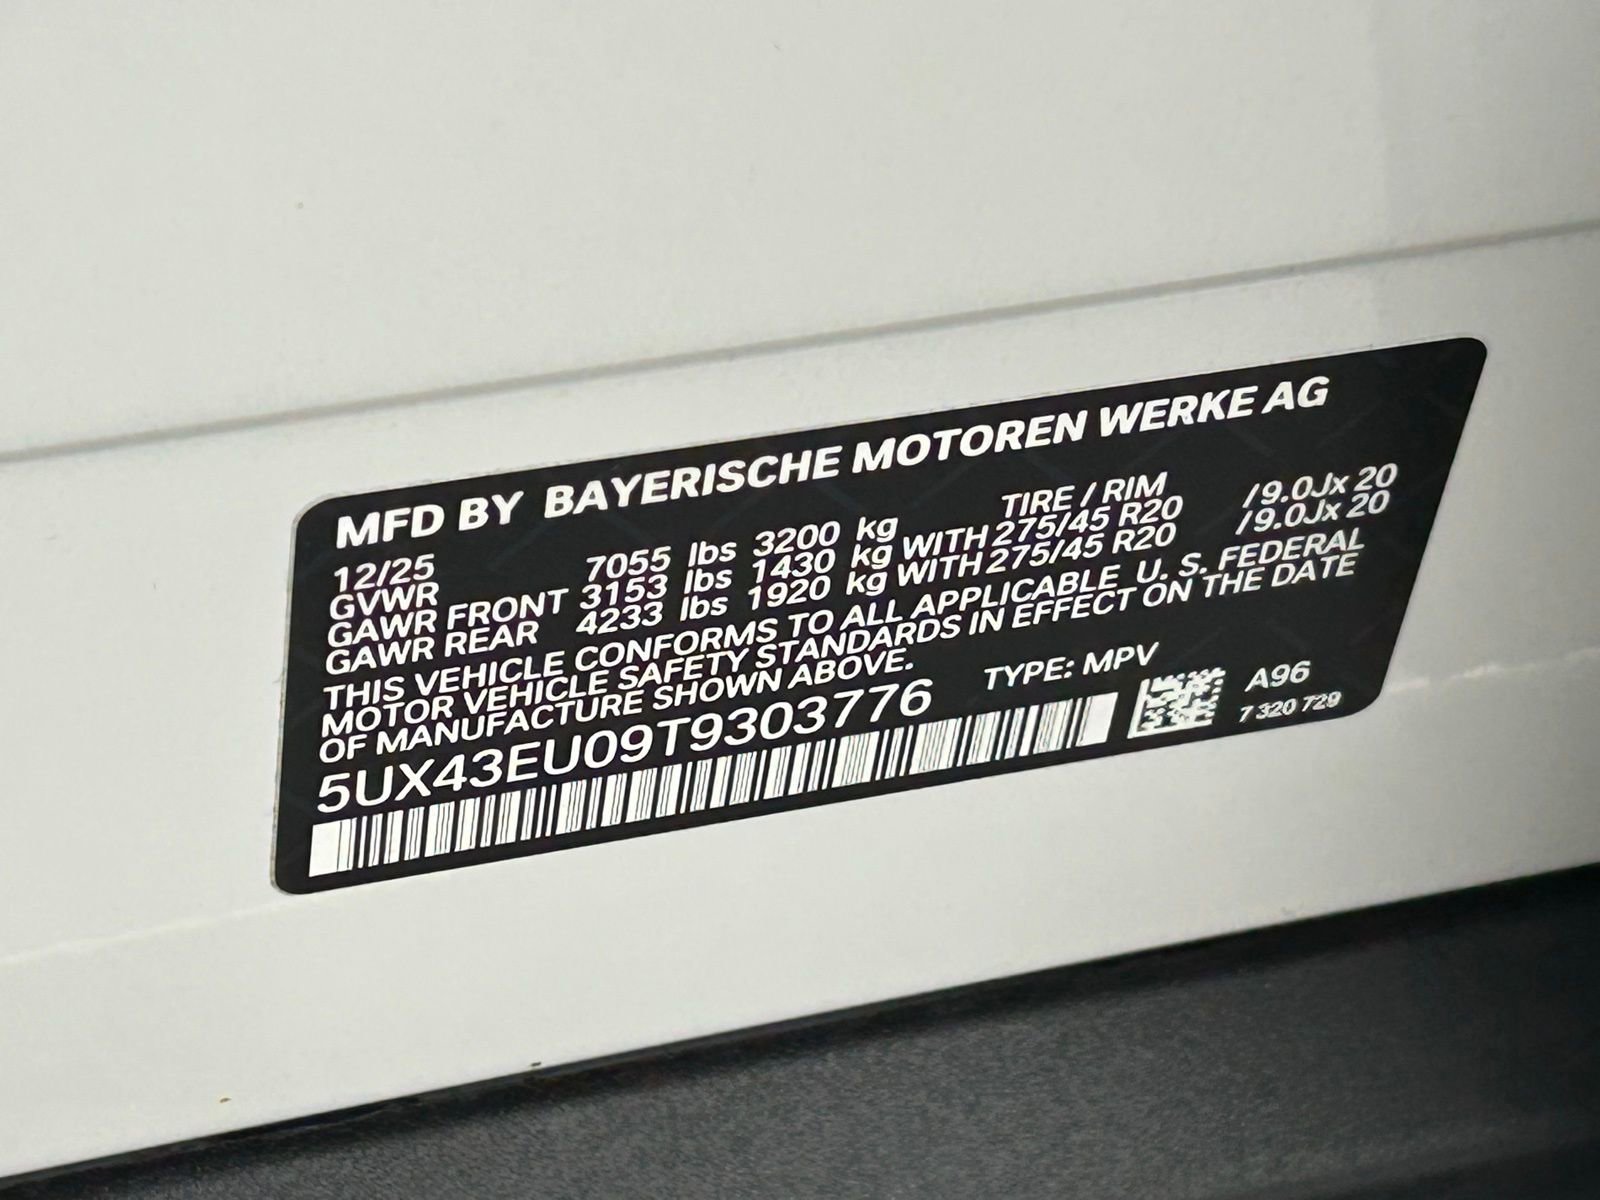 MFD BY BAYERISCHE MOTOREN WERKE AG
12/25 TIRE / RIM
GVWR 7055 lbs 3200 kg
GAWR FRONT 3153 lbs 1430 kg WITH 275/45 R20 /9.0Jx 20
GAWR REAR 4233 lbs 1920 kg WITH 275/45 R20 /9.0Jx 20
THIS VEHICLE CONFORMS TO ALL APPLICABLE U. S. FEDERAL
MOTOR VEHICLE SAFETY STANDARDS IN EFFECT ON THE DATE
OF MANUFACTURE SHOWN ABOVE.
5UX43EU09T9303776 TYPE: MPV
A96
7 320 729